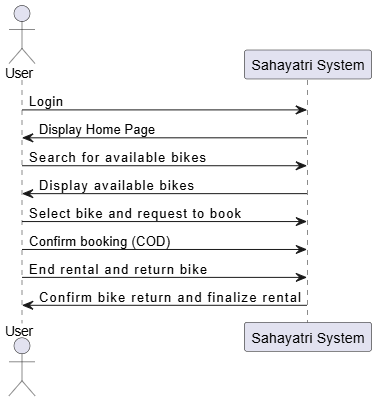 User
Sahayatri System
Login
Display Home Page
Search for available bikes
Display available bikes
Select bike and request to book
Confirm booking (COD)
End rental and return bike
Confirm bike return and finalize rental
User
Sahayatri System